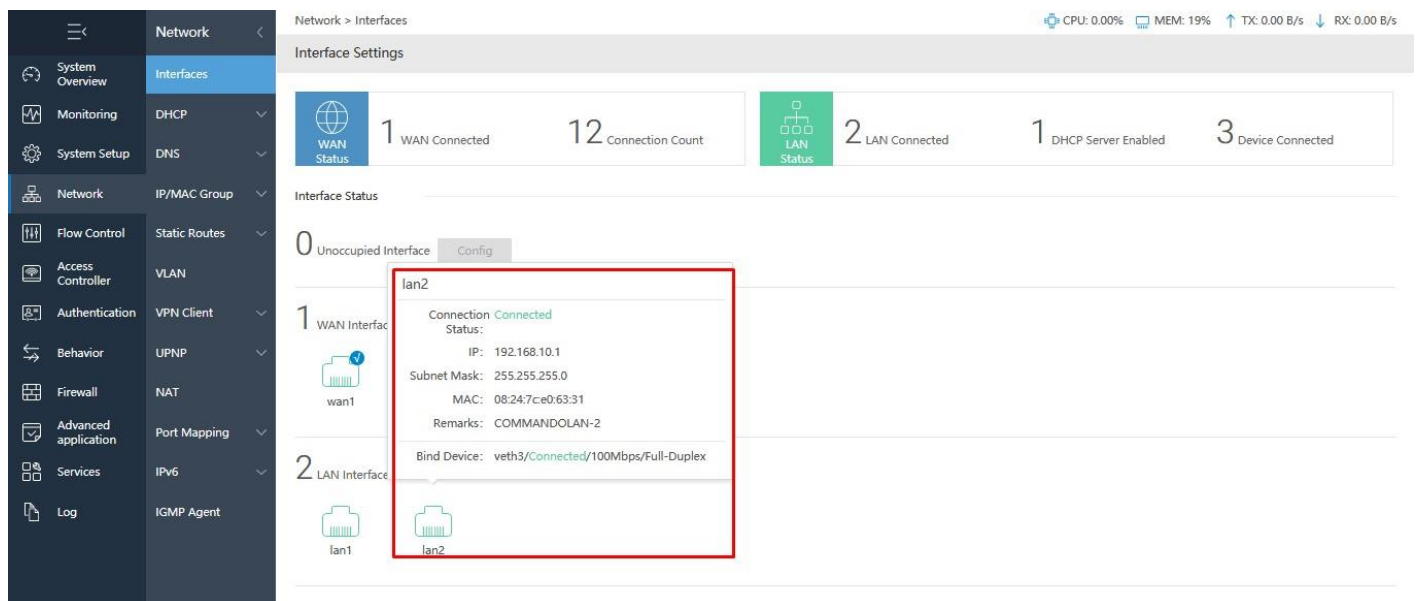 Network > Interfaces
CPU: 0.00% MEM: 19% TX: 0.00 B/s RX: 0.00 B/s
Network
Interface Settings
System
Overview
Monitoring
System Setup
Network
Flow Control
Access
Controller
Authentication
Behavior
Firewall
Advanced
application
Services
Log
Interfaces
DHCP
DNS
IP/MAC Group
Static Routes
VLAN
VPN Client
UPNP
NAT
Port Mapping
IPv6
IGMP Agent
WAN
Status
1 WAN Connected
12 Connection Count
LAN
Status
2 LAN Connected
1 DHCP Server Enabled
3 Device Connected
Interface Status
0 Unoccupied Interface Config
1 WAN Interfac
wan1
lan2
Connection Connected
Status:
IP: 192.168.10.1
Subnet Mask: 255.255.255.0
MAC: 08:24:7c:e0:63:31
Remarks: COMMANDOLAN-2
Bind Device: veth3/Connected/100Mbps/Full-Duplex
2 LAN Interface
lan1
lan2